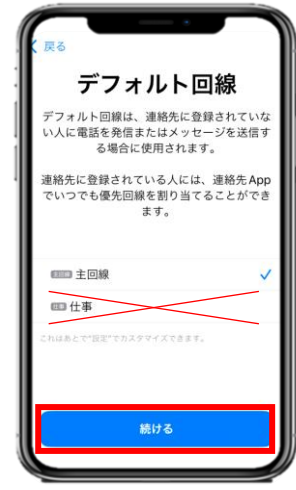 戻る
デフォルト回線
デフォルト回線は、連絡先に登録されていな
い人に電話を発信またはメッセージを送信す
る場合に使用されます。
連絡先に登録されている人には、連絡先App
でいつでも優先回線を割り当てることができ
ます。
主回線 主回線
仕事 仕事
これはあとで"設定"でカスタマイズできます。
続ける